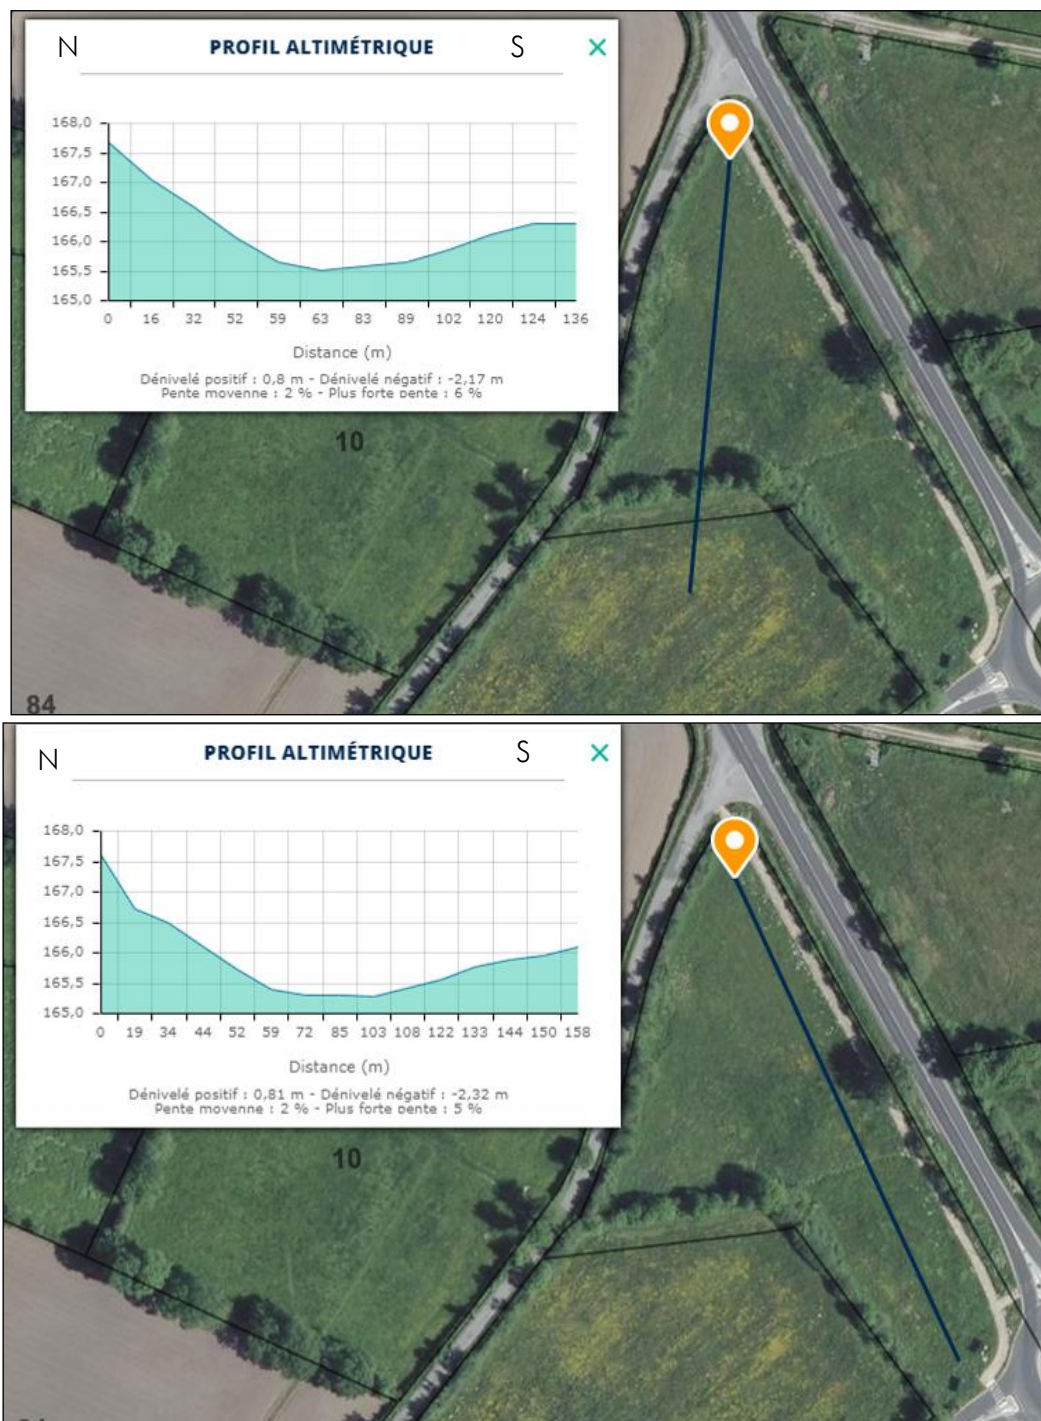 N PROFIL ALTIMÉTRIQUE S ×
168,0
167,5
167,0
166,5
166,0
165,5
165,0
0 16 32 52 59 63 83 89 102 120 124 136
Distance (m)
Dénivelé positif : 0,8 m - Dénivelé négatif : -2,17 m
Pente moyenne : 2 % - Plus forte pente : 6 %
10
84
N PROFIL ALTIMÉTRIQUE S ×
168,0
167,5
167,0
166,5
166,0
165,5
165,0
0 19 34 44 52 59 72 85 103 108 122 133 144 150 158
Distance (m)
Dénivelé positif : 0,81 m - Dénivelé négatif : -2,32 m
Pente moyenne : 2 % - Plus forte pente : 5 %
10